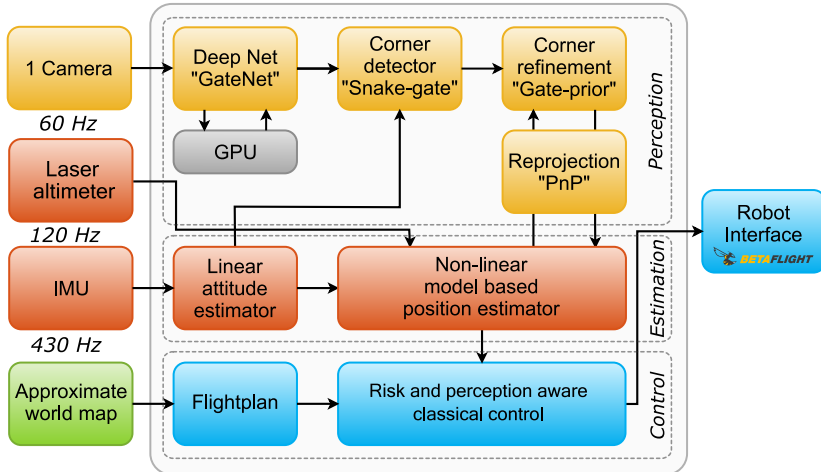 1 Camera
60 Hz
Laser
altimeter
120 Hz
IMU
430 Hz
Approximate
world map
Deep Net
"GateNet"
GPU
Corner
detector
"Snake-gate"
Corner
refinement
"Gate-prior"
Reprojection
"PnP"
Perception
Linear
attitude
estimator
Non-linear
model based
position estimator
Estimation
Flightplan
Risk and perception aware
classical control
Control
Robot
Interface
BETAFLIGHT